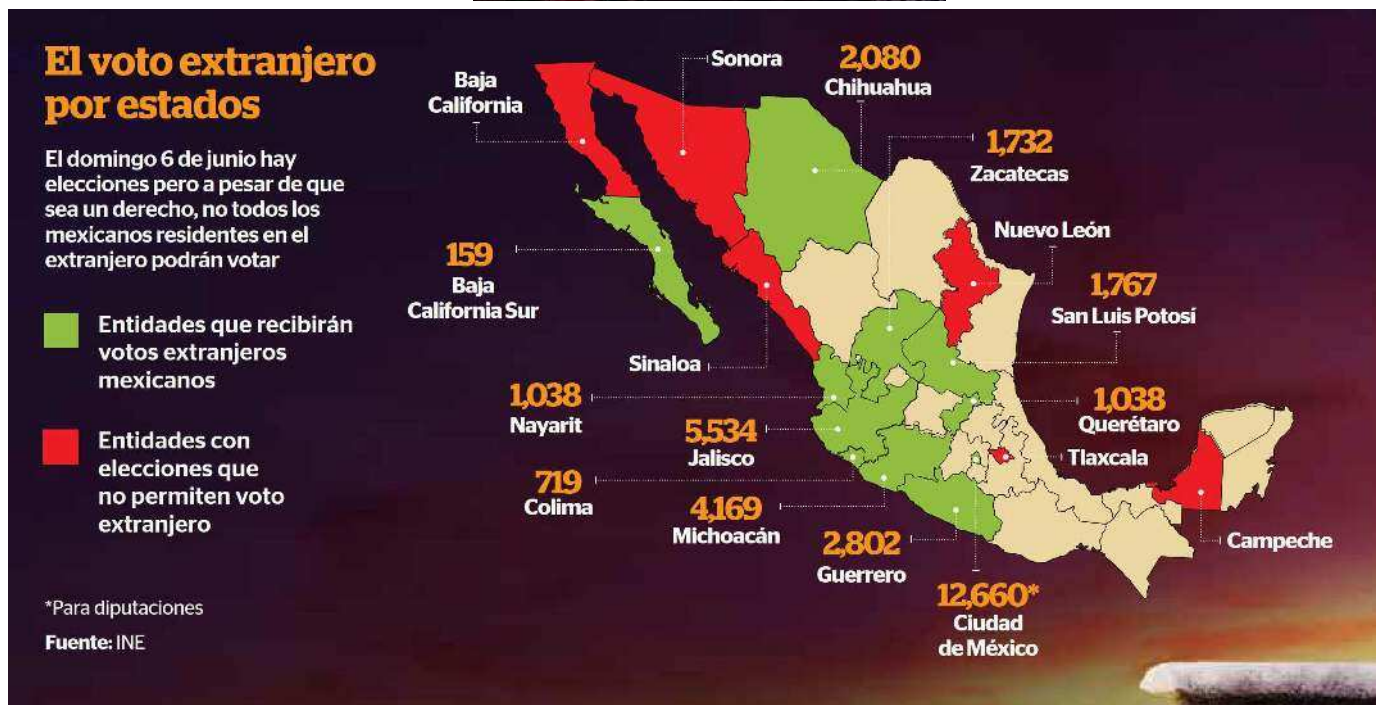 El voto extranjero
por estados
El domingo 6 de junio hay
elecciones pero a pesar de que
sea un derecho, no todos los
mexicanos residentes en el
extranjero podrán votar
Entidades que recibirán
votos extranjeros
mexicanos
Entidades con
elecciones que
no permiten voto
extranjero
*Para diputaciones
Fuente: INE
Baja
California
Sonora
2,080
Chihuahua
1,732
Zacatecas
Nuevo León
159
Baja
California Sur
1,767
San Luis Potosí
Sinaloa
1,038
Nayarit
1,038
Querétaro
5,534
Jalisco
Tlaxcala
719
Colima
4,169
Michoacán
2,802
Guerrero
Campeche
12,660*
Ciudad
de México